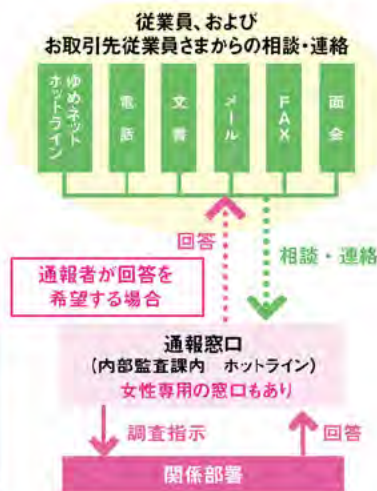 従業員、および
お取引先従業員さまからの相談・連絡
ゆめネット
ホットライン
電話
文書
メール
FAX
面会
回答
相談・連絡
通報者が回答を
希望する場合
通報窓口
(内部監査課内 ホットライン)
女性専用の窓口もあり
調査指示
回答
関係部署